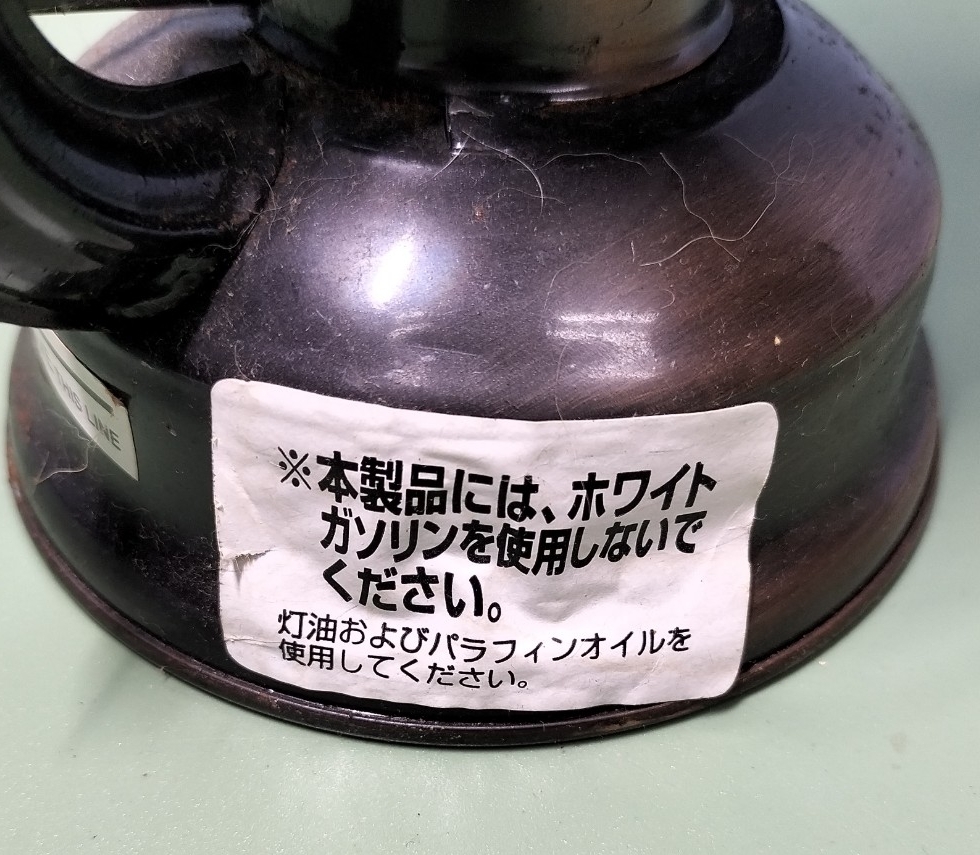 THIS LINE
※本製品には、ホワイト
ガソリンを使用しないで
ください。
灯油およびパラフィンオイルを
使用してください。